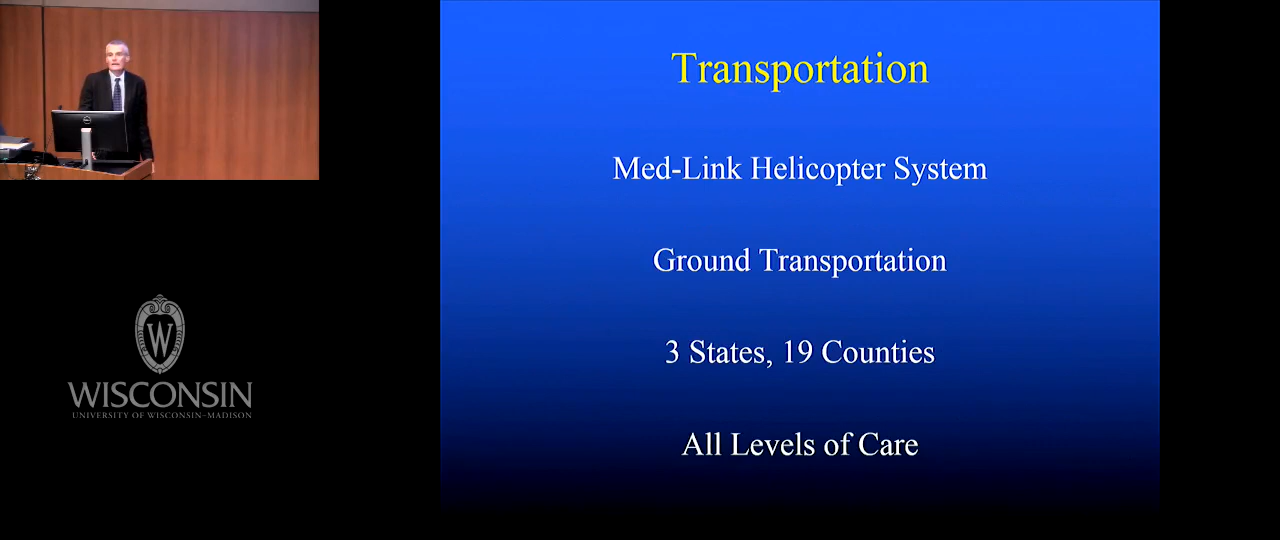 Transportation
Med-Link Helicopter System
Ground Transportation
3 States, 19 Counties
All Levels of Care
W
WISCONSIN
UNIVERSITY OF WISCONSIN–MADISON